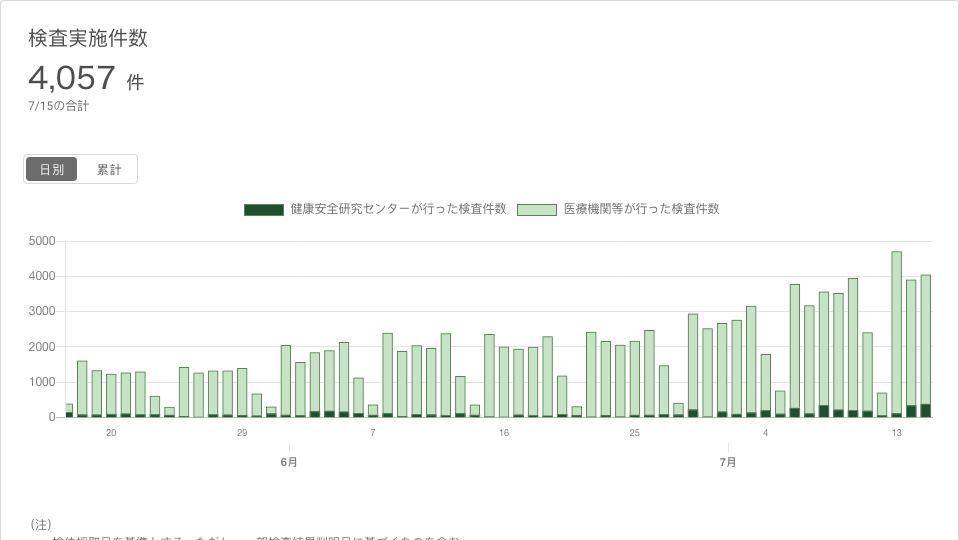 検査実施件数
4,057 件
7/15の合計
日別 累計
健康安全研究センターが行った検査件数 医療機関等が行った検査件数
5000
4000
3000
2000
1000
0
20 29 7 16 25 4 13
6月 7月
(注)